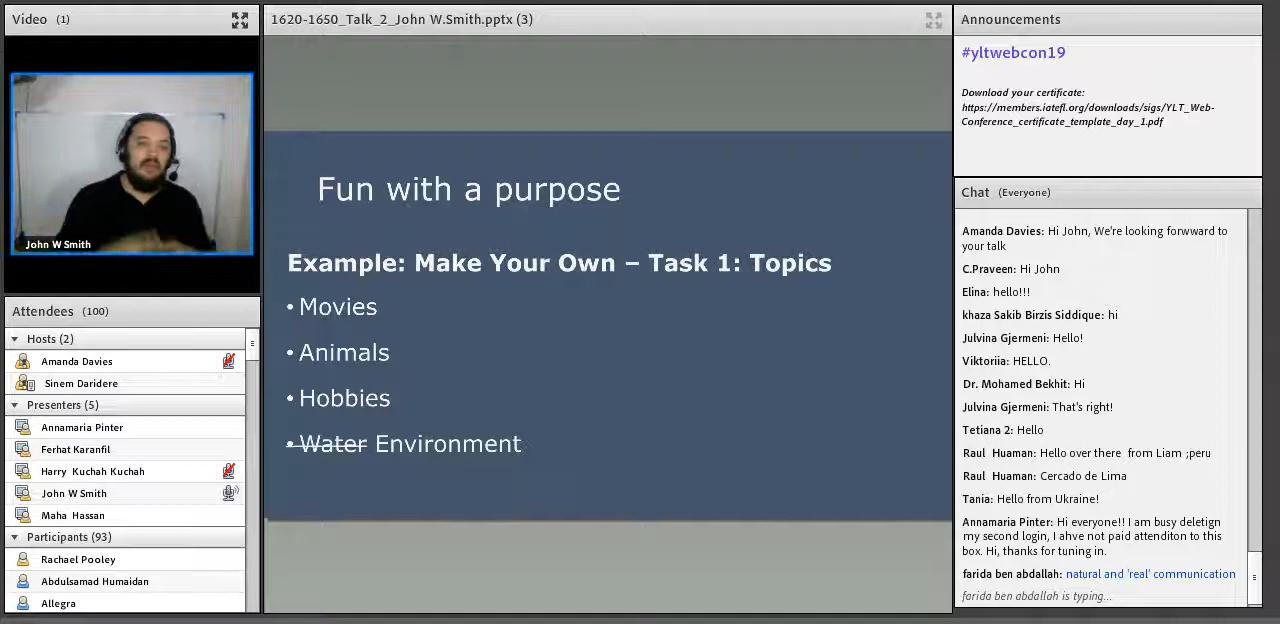 Video (1)
John W Smith
Attendees (100)
Hosts (2)
Amanda Davies
Sinem Daridere
Presenters (5)
Annamaria Pinter
Ferhat Karanfil
Harry Kuchah Kuchah
John W Smith
Maha Hassan
Participants (93)
Rachael Pooley
Abdulsamad Humaidan
Allegra
1620-1650_Talk_2_John W.Smith.pptx (3)
Fun with a purpose
Example: Make Your Own – Task 1: Topics
• Movies
• Animals
• Hobbies
• Water Environment
Announcements
#yltwebcon19
Download your certificate:
https://members.iatefl.org/downloads/sigs/YLT_Web-
Conference_certificate_template_day_1.pdf
Chat (Everyone)
Amanda Davies: Hi John, We're looking forwward to
your talk
C.Praveen: Hi John
Elina: hello!!!
khaza Sakib Birzis Siddique: hi
Julvina Gjermeni: Hello!
Viktoriia: HELLO.
Dr. Mohamed Bekhit: Hi
Julvina Gjermeni: That's right!
Tetiana 2: Hello
Raul Huaman: Hello over there from Liam ;peru
Raul Huaman: Cercado de Lima
Tania: Hello from Ukraine!
Annamaria Pinter: Hi everyone!! I am busy deletign
my second login, I ahve not paid attenditon to this
box. Hi, thanks for tuning in.
farida ben abdallah: natural and 'real' communication
farida ben abdallah is typing...